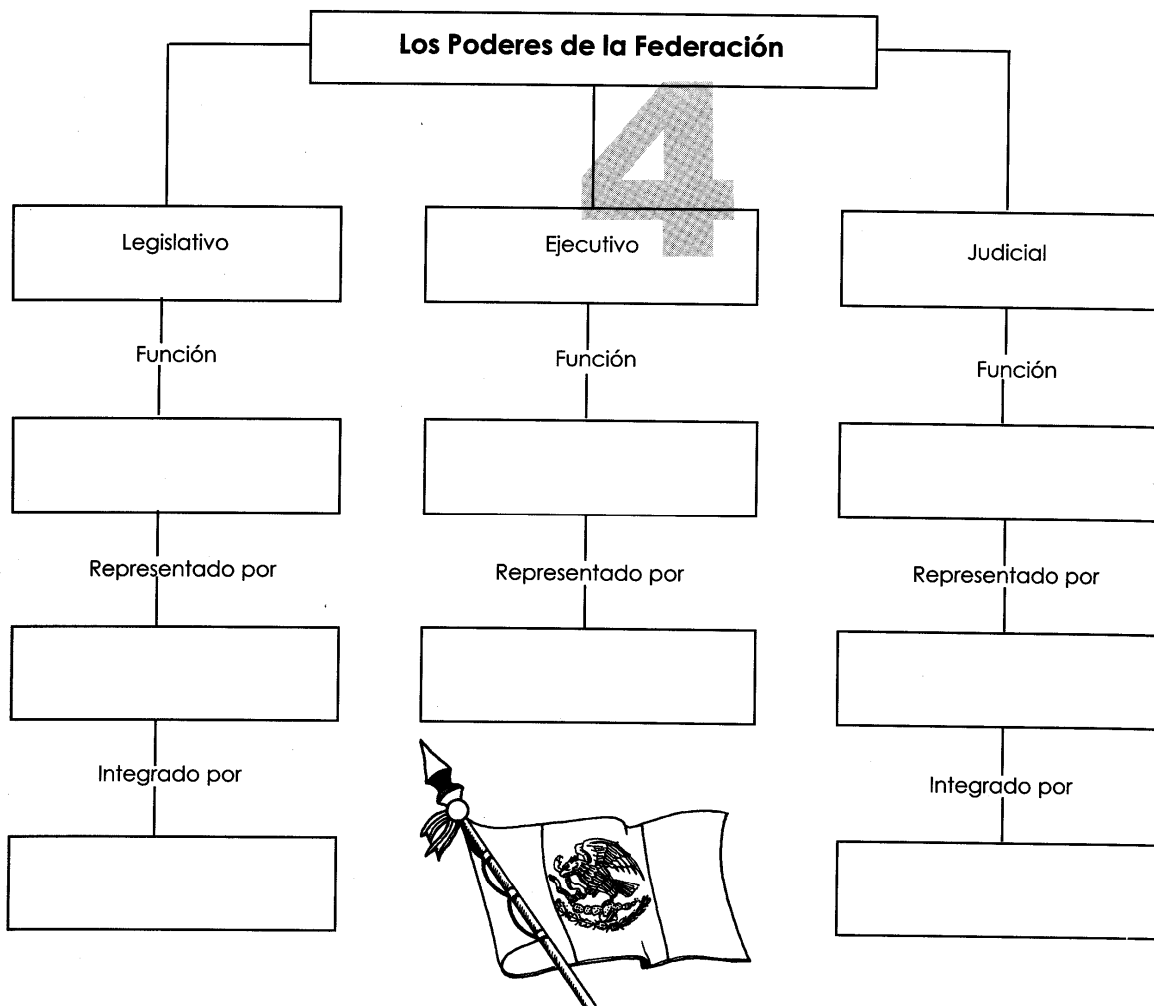 Los Poderes de la Federación
4
Legislativo
Ejecutivo
Judicial
Función
Función
Función
Representado por
Representado por
Representado por
Integrado por
Integrado por